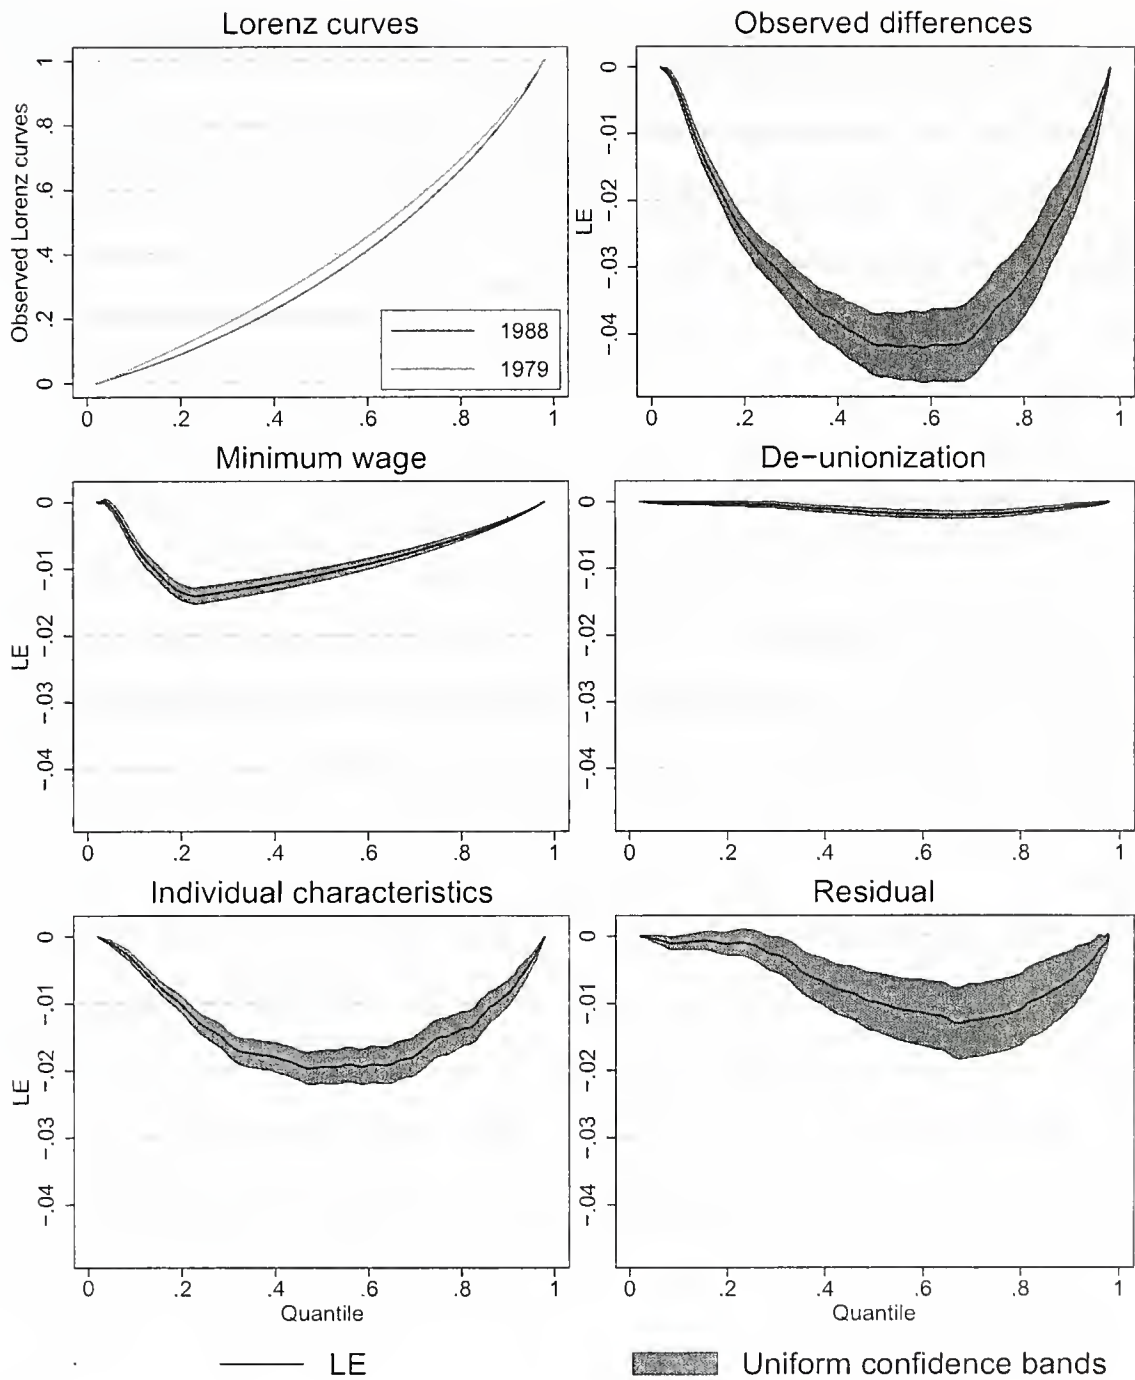 Lorenz curves
Observed Lorenz curves
0 .2 .4 .6 .8 1
1988
1979
0 .2 .4 .6 .8 1
Observed differences
LE
-.04 -.03 -.02 -.01 0
0 .2 .4 .6 .8 1
Minimum wage
LE
-.04 -.03 -.02 -.01 0
0 .2 .4 .6 .8 1
De-unionization
-.04 -.03 -.02 -.01 0
0 .2 .4 .6 .8 1
Individual characteristics
LE
-.04 -.03 -.02 -.01 0
0 .2 .4 .6 .8 1
Quantile
Residual
-.04 -.03 -.02 -.01 0
0 .2 .4 .6 .8 1
Quantile
LE
Uniform confidence bands